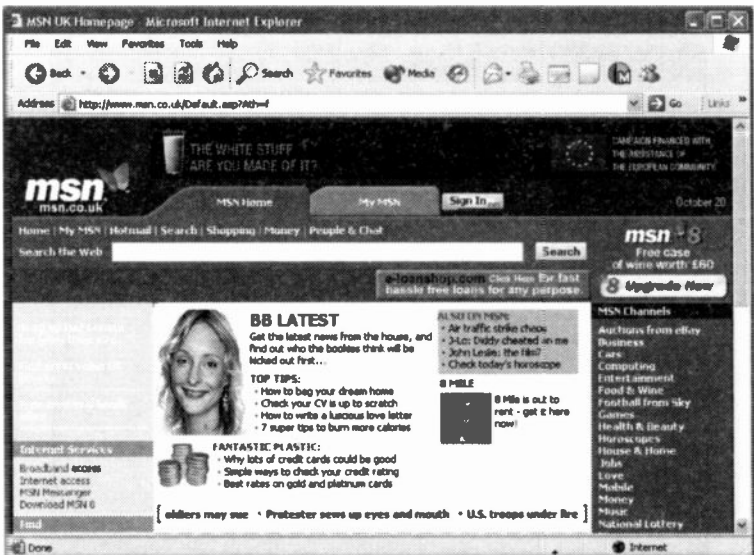 MSN UK Homepage - Microsoft Internet Explorer
File Edit View Favorites Tools Help
Back Search Favorites Media
Address http://www.msn.co.uk/Default.asp?Ath=f Go Links »
THE WHITE STUFF
ARE YOU MADE OF IT?
CAMPAIGN FINANCED WITH
THE ASSISTANCE OF
THE EUROPEAN COMMUNITY
msn
msn.co.uk
MSN Home My MSN Sign In .net October 20
Home | My MSN | Hotmail | Search | Shopping | Money | People & Chat
Search the Web Search
msn 8
Free case
of wine worth £60
8 Upgrade Now
e-loanshop.com Click Here for fast
hassle free loans for any purpose.
BB LATEST
Get the latest news from the house, and
find out who the bookies think will be
kicked out first...
TOP TIPS:
· How to bag your dream home
· Check your CV is up to scratch
· How to write a luscious love letter
· 7 super tips to burn more calories
FANTASTIC PLASTIC:
· Why lots of credit cards could be good
· Simple ways to check your credit rating
· Best rates on gold and platinum cards
ALSO ON MSN:
· Air traffic strike chaos
· J-Lo: Diddy cheated on me
· John Leslie: the film?
· Check today's horoscope
8 MILE
8 Mile is out to
rent - get it here
now!
[ oldiers may sue · Protester sews up eyes and mouth · U.S. troops under fire ]
Internet Services
Broadband access
Internet access
MSN Messenger
Download MSN 8
Find
MSN Channels
Auctions from eBay
Business
Cars
Computing
Entertainment
Food & Wine
Football from Sky
Games
Health & Beauty
Horoscopes
House & Home
Jobs
Love
Mobile
Money
Music
National Lottery
Done Internet